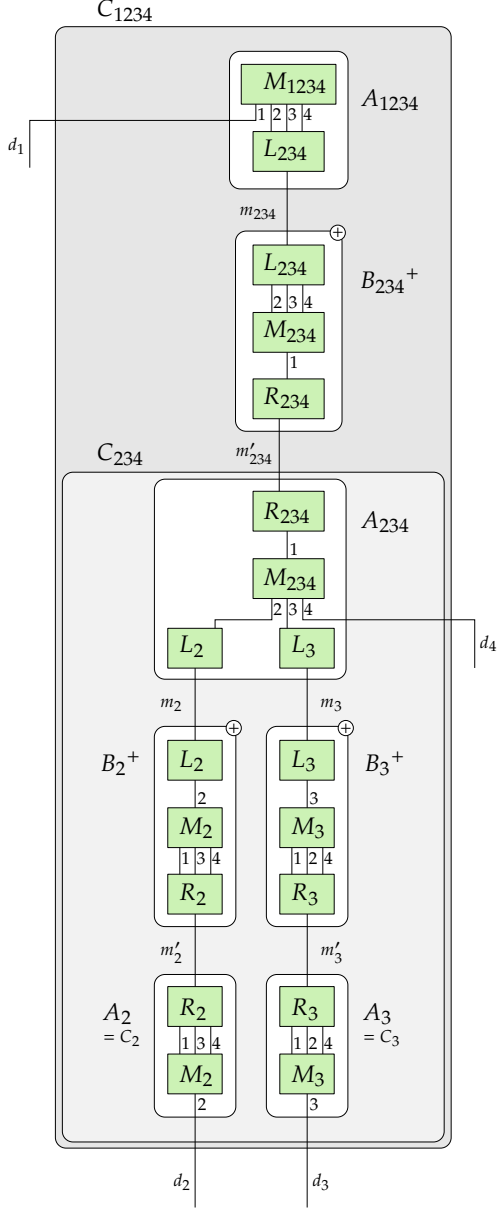 C₁₂₃₄
M₁₂₃₄
A₁₂₃₄
1 2 3 4
d₁
L₂₃₄
m₂₃₄
L₂₃₄
B₂₃₄⁺
2 3 4
M₂₃₄
1
R₂₃₄
C₂₃₄
m′₂₃₄
R₂₃₄
A₂₃₄
1
M₂₃₄
2 3 4
L₂ L₃
d₄
m₂ m₃
B₂⁺ L₂ L₃ B₃⁺
2 3
M₂ M₃
1 3 4 1 2 4
R₂ R₃
m′₂ m′₃
A₂ R₂ R₃ A₃
= C₂ 1 3 4 1 2 4 = C₃
M₂ M₃
2 3
d₂ d₃